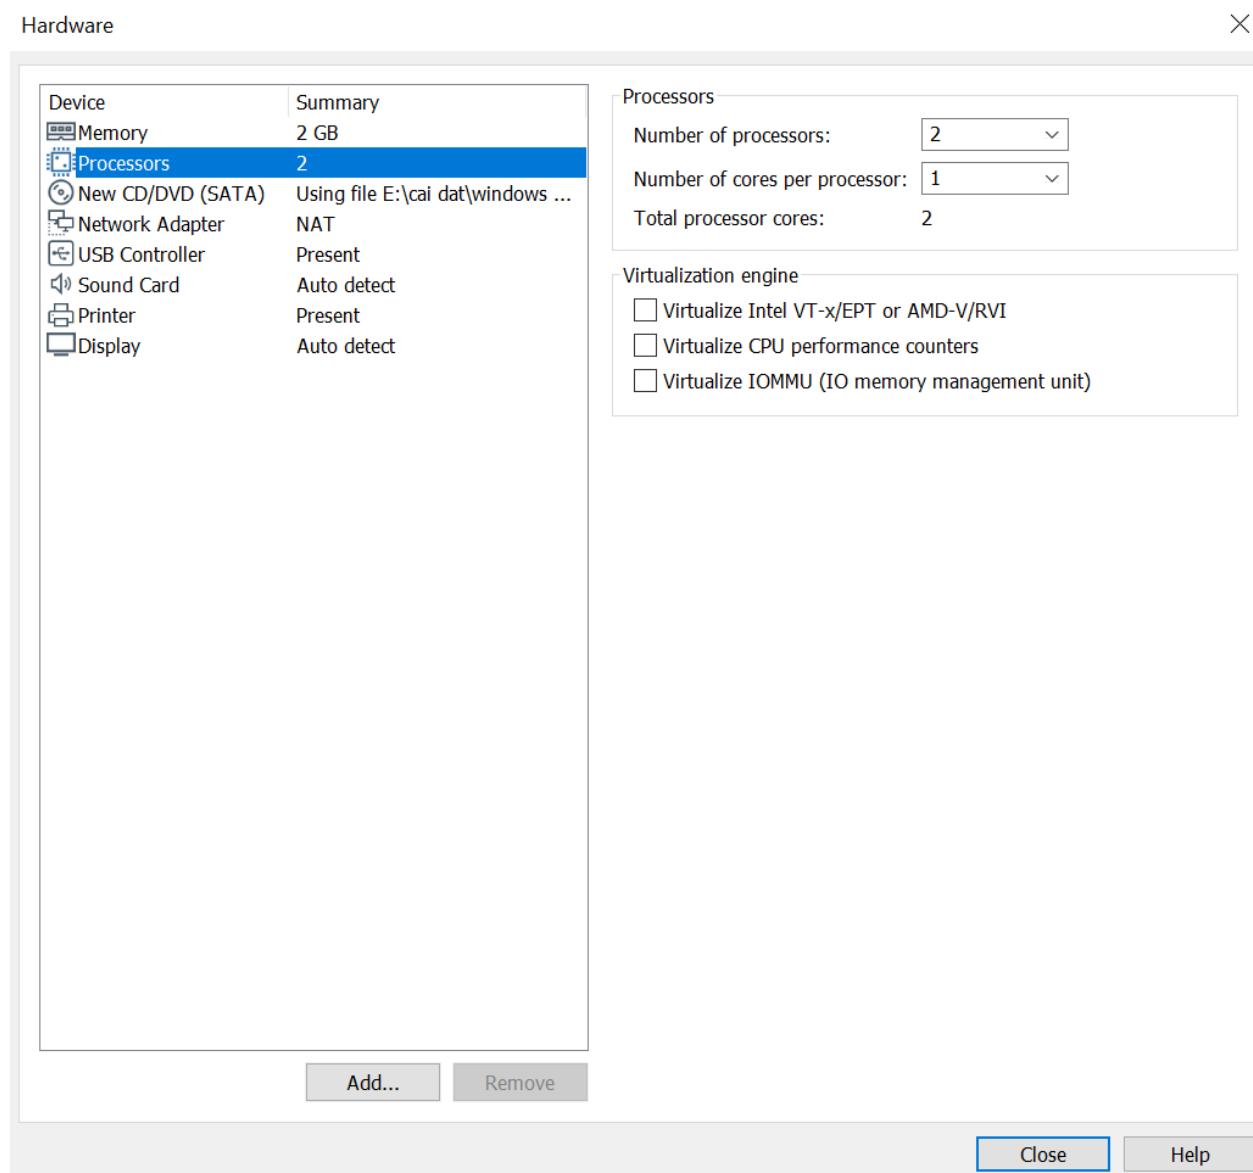 Hardware
Device Summary
Memory 2 GB
Processors 2
New CD/DVD (SATA) Using file E:\cai dat\windows ...
Network Adapter NAT
USB Controller Present
Sound Card Auto detect
Printer Present
Display Auto detect
Add... Remove
Processors
Number of processors: 2
Number of cores per processor: 1
Total processor cores: 2
Virtualization engine
Virtualize Intel VT-x/EPT or AMD-V/RVI
Virtualize CPU performance counters
Virtualize IOMMU (IO memory management unit)
Close Help